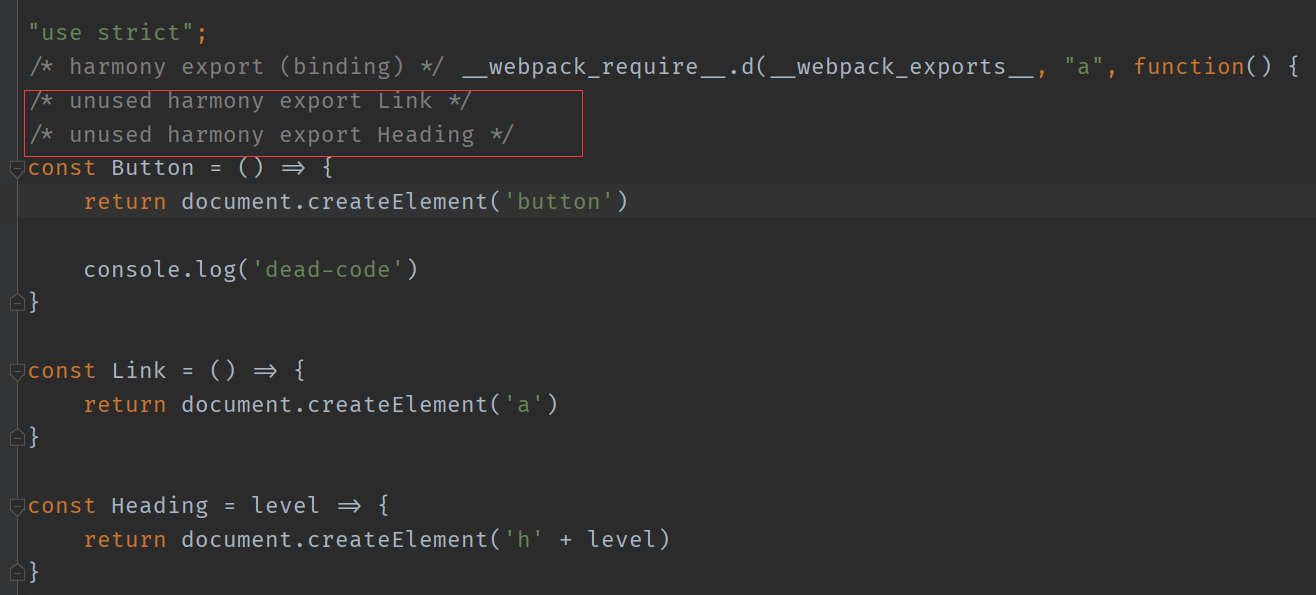 "use strict";
/* harmony export (binding) */ __webpack_require__.d(__webpack_exports__, "a", function() {
/* unused harmony export Link */
/* unused harmony export Heading */
const Button = () => {
    return document.createElement('button')
    console.log('dead-code')
}
const Link = () => {
    return document.createElement('a')
}
const Heading = level => {
    return document.createElement('h' + level)
}